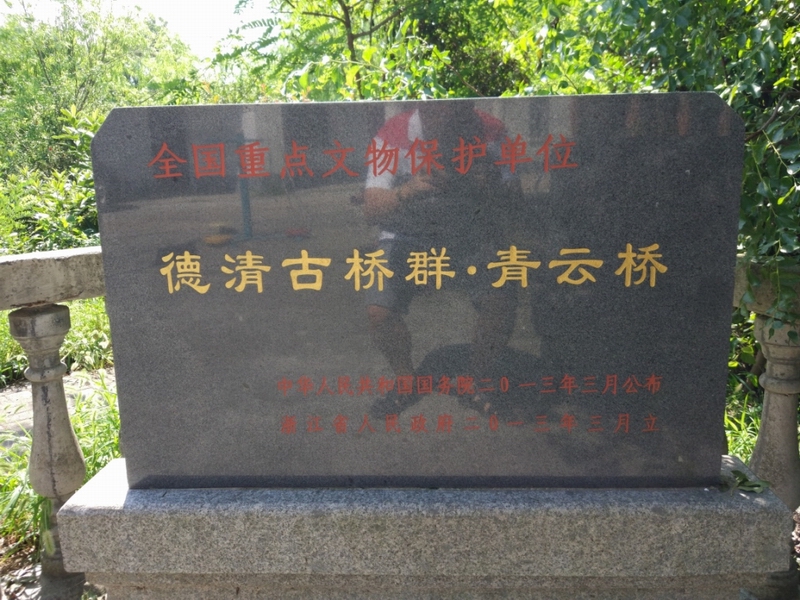 全国重点文物保护单位
德清古桥群·青云桥
中华人民共和国国务院二0一三年三月公布
浙江省人民政府二0一三年三月立